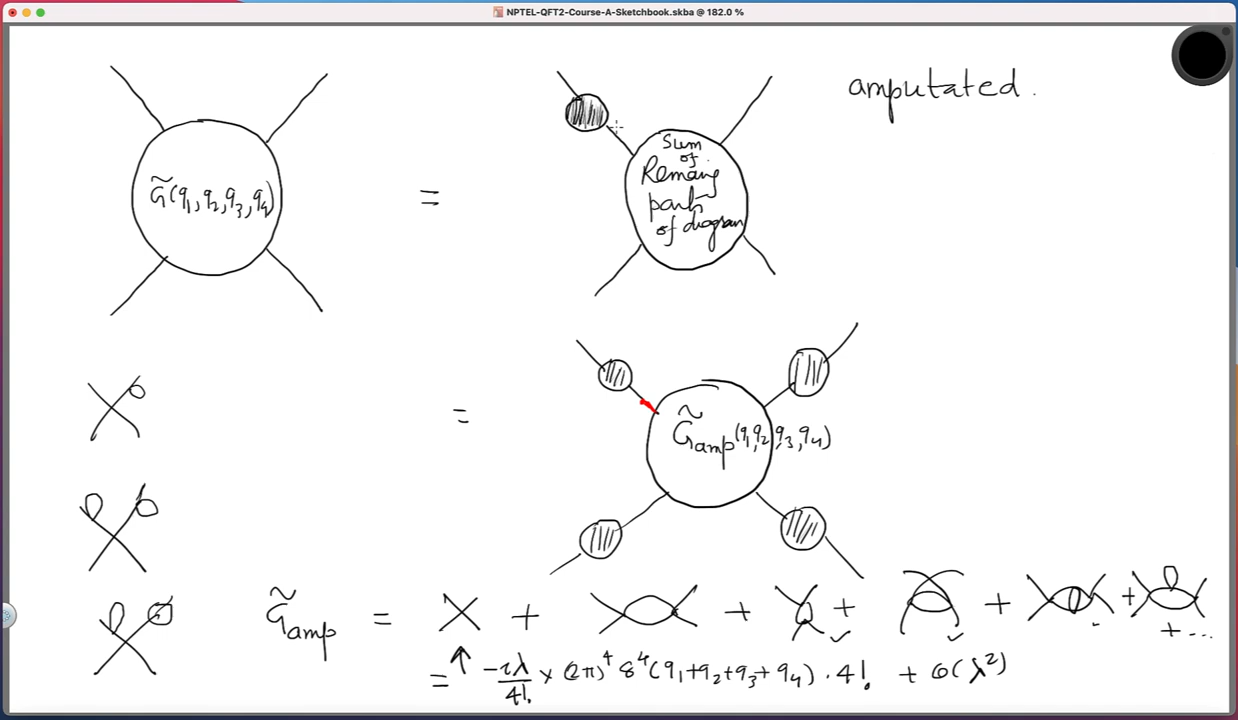 NPTEL-QFT2-Course-A-Sketchbook.skba @ 182.0 %
amputated.
G̃(q₁, q₂, q₃, q₄)
=
Sum
of
Remaing
parts
of diagram
=
G̃amp(q₁, q₂, q₃, q₄)
G̃amp = + + + + + + ...
= -iλ/4! × (2π)⁴ δ⁴(q₁+q₂+q₃+q₄) · 4! + O(λ²)